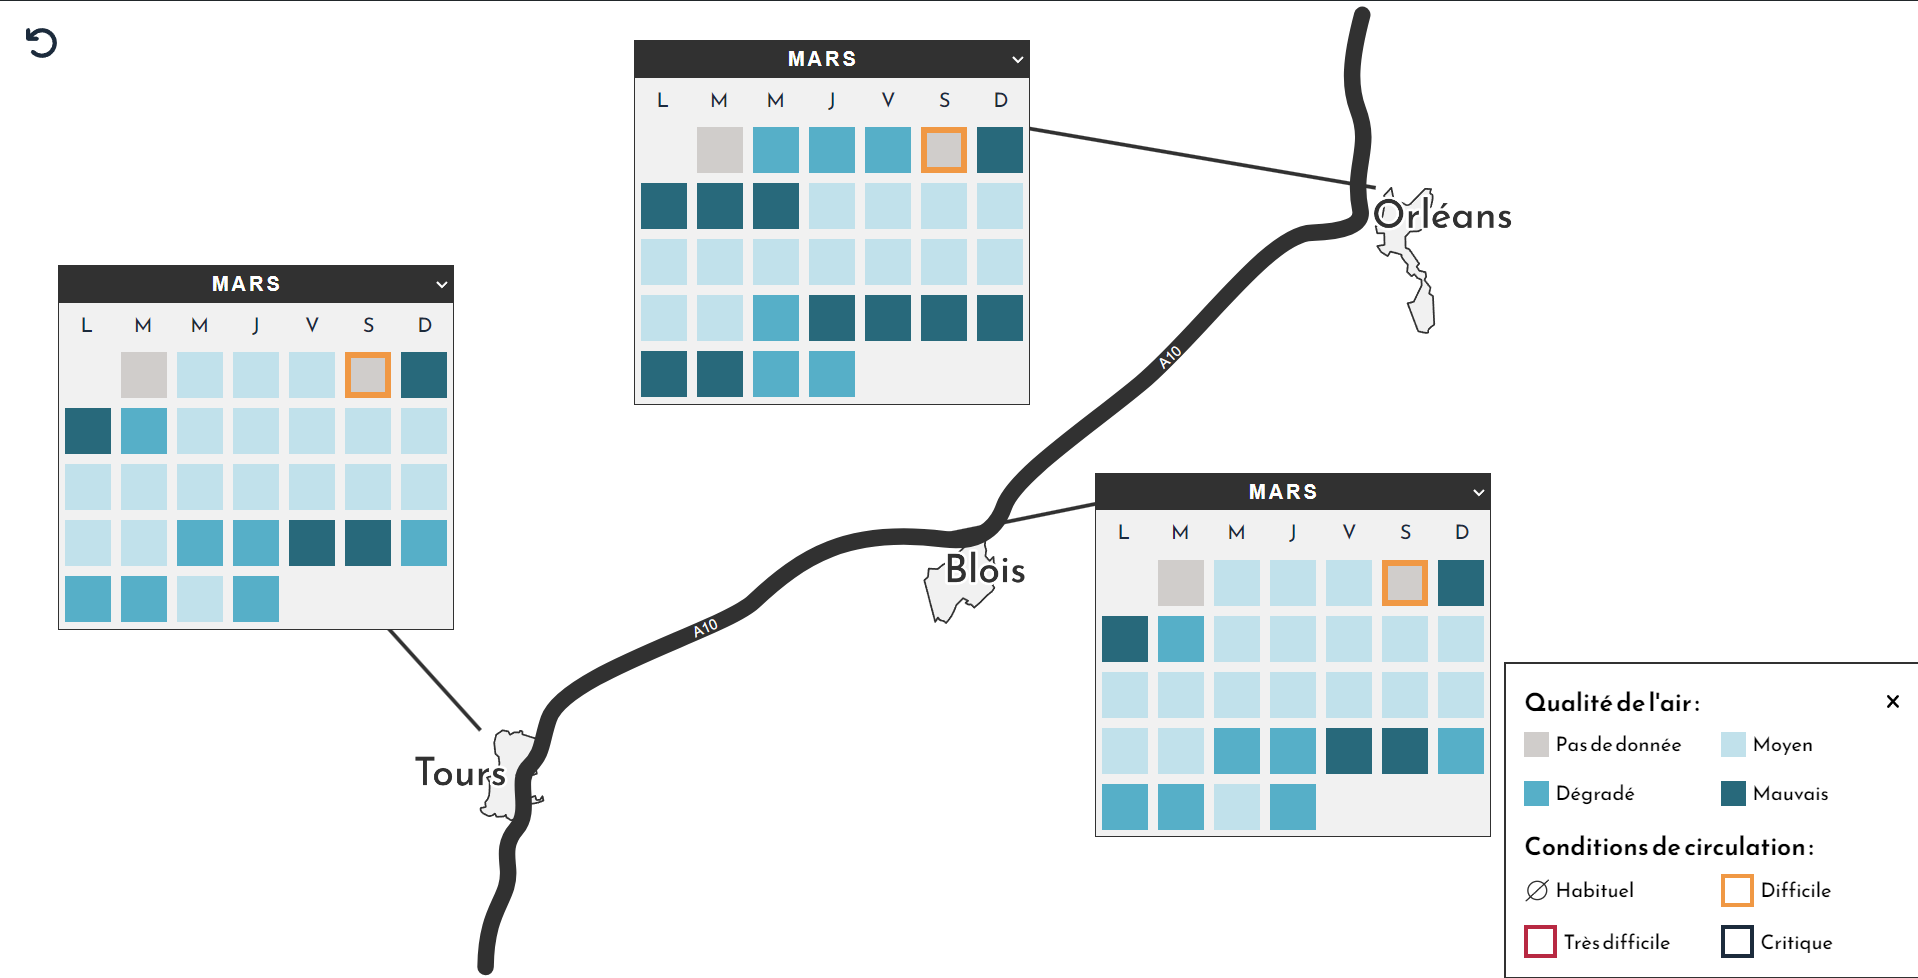 MARS
L M M J V S D
Orléans
MARS
L M M J V S D
A10
MARS
L M M J V S D
Blois
A10
Tours
Qualité de l'air :
Pas de donnée
Moyen
Dégradé
Mauvais
Conditions de circulation :
Habituel
Difficile
Très difficile
Critique